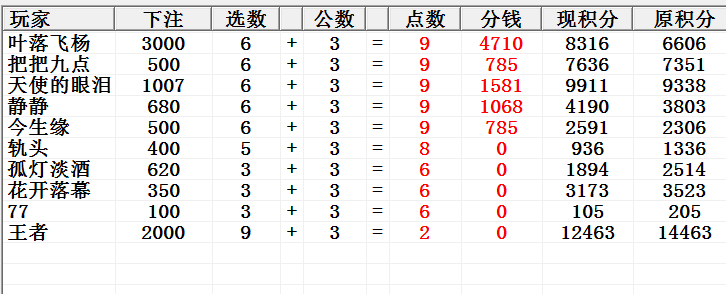 玩家 下注 选数 公数 点数 分钱 现积分 原积分
叶落飞杨 3000 6 + 3 = 9 4710 8316 6606
把把九点 500 6 + 3 = 9 785 7636 7351
天使的眼泪 1007 6 + 3 = 9 1581 9911 9338
静静 680 6 + 3 = 9 1068 4190 3803
今生缘 500 6 + 3 = 9 785 2591 2306
轨头 400 5 + 3 = 8 0 936 1336
孤灯淡酒 620 3 + 3 = 6 0 1894 2514
花开落幕 350 3 + 3 = 6 0 3173 3523
77 100 3 + 3 = 6 0 105 205
王者 2000 9 + 3 = 2 0 12463 14463